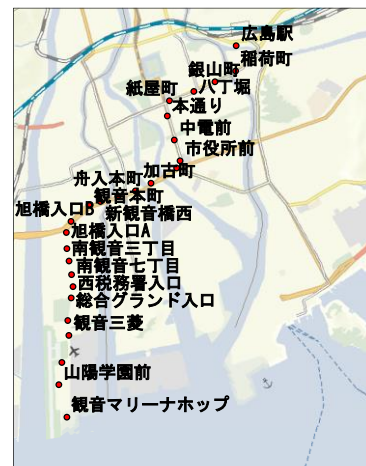 広島駅
稲荷町
銀山町
八丁堀
紙屋町
本通り
中電前
市役所前
加古町
舟入本町
観音本町
新観音橋西
旭橋入口B
旭橋入口A
南観音三丁目
南観音七丁目
西税務署入口
総合グランド入口
観音三菱
山陽学園前
観音マリーナホップ